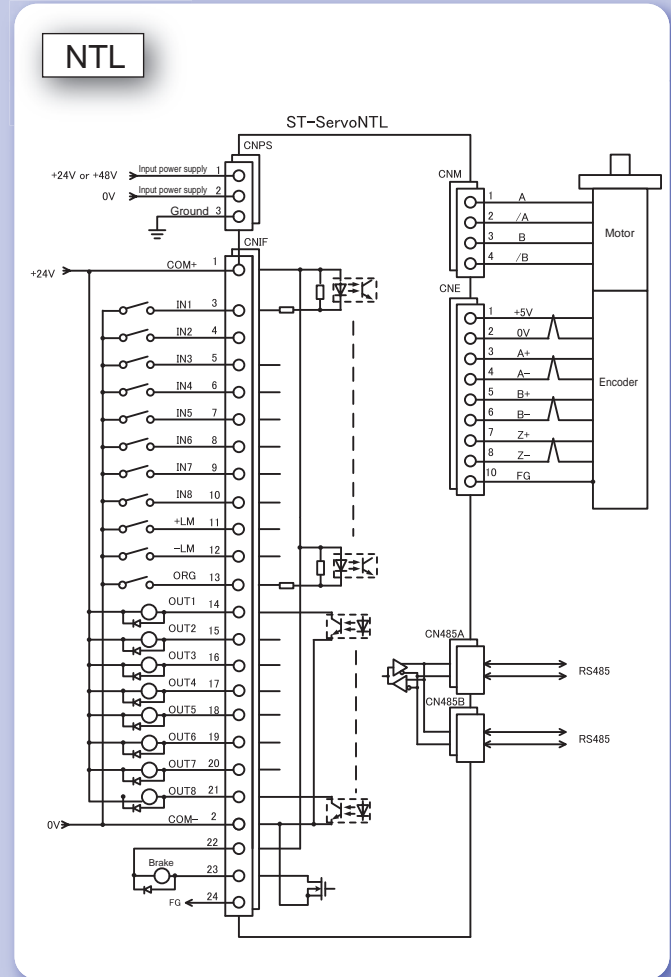 NTL
ST-ServoNTL
CNPS
+24V or +48V Input power supply 1
0V Input power supply 2
Ground 3
CNIF
+24V COM+ 1
IN1 3
IN2 4
IN3 5
IN4 6
IN5 7
IN6 8
IN7 9
IN8 10
+LM 11
−LM 12
ORG 13
OUT1 14
OUT2 15
OUT3 16
OUT4 17
OUT5 18
OUT6 19
OUT7 20
OUT8 21
0V COM− 2
22
Brake 23
FG 24
CNM
1 A
2 /A
3 B
4 /B
Motor
CNE
1 +5V
2 0V
3 A+
4 A−
5 B+
6 B−
7 Z+
8 Z−
10 FG
Encoder
CN485A
RS485
CN485B
RS485